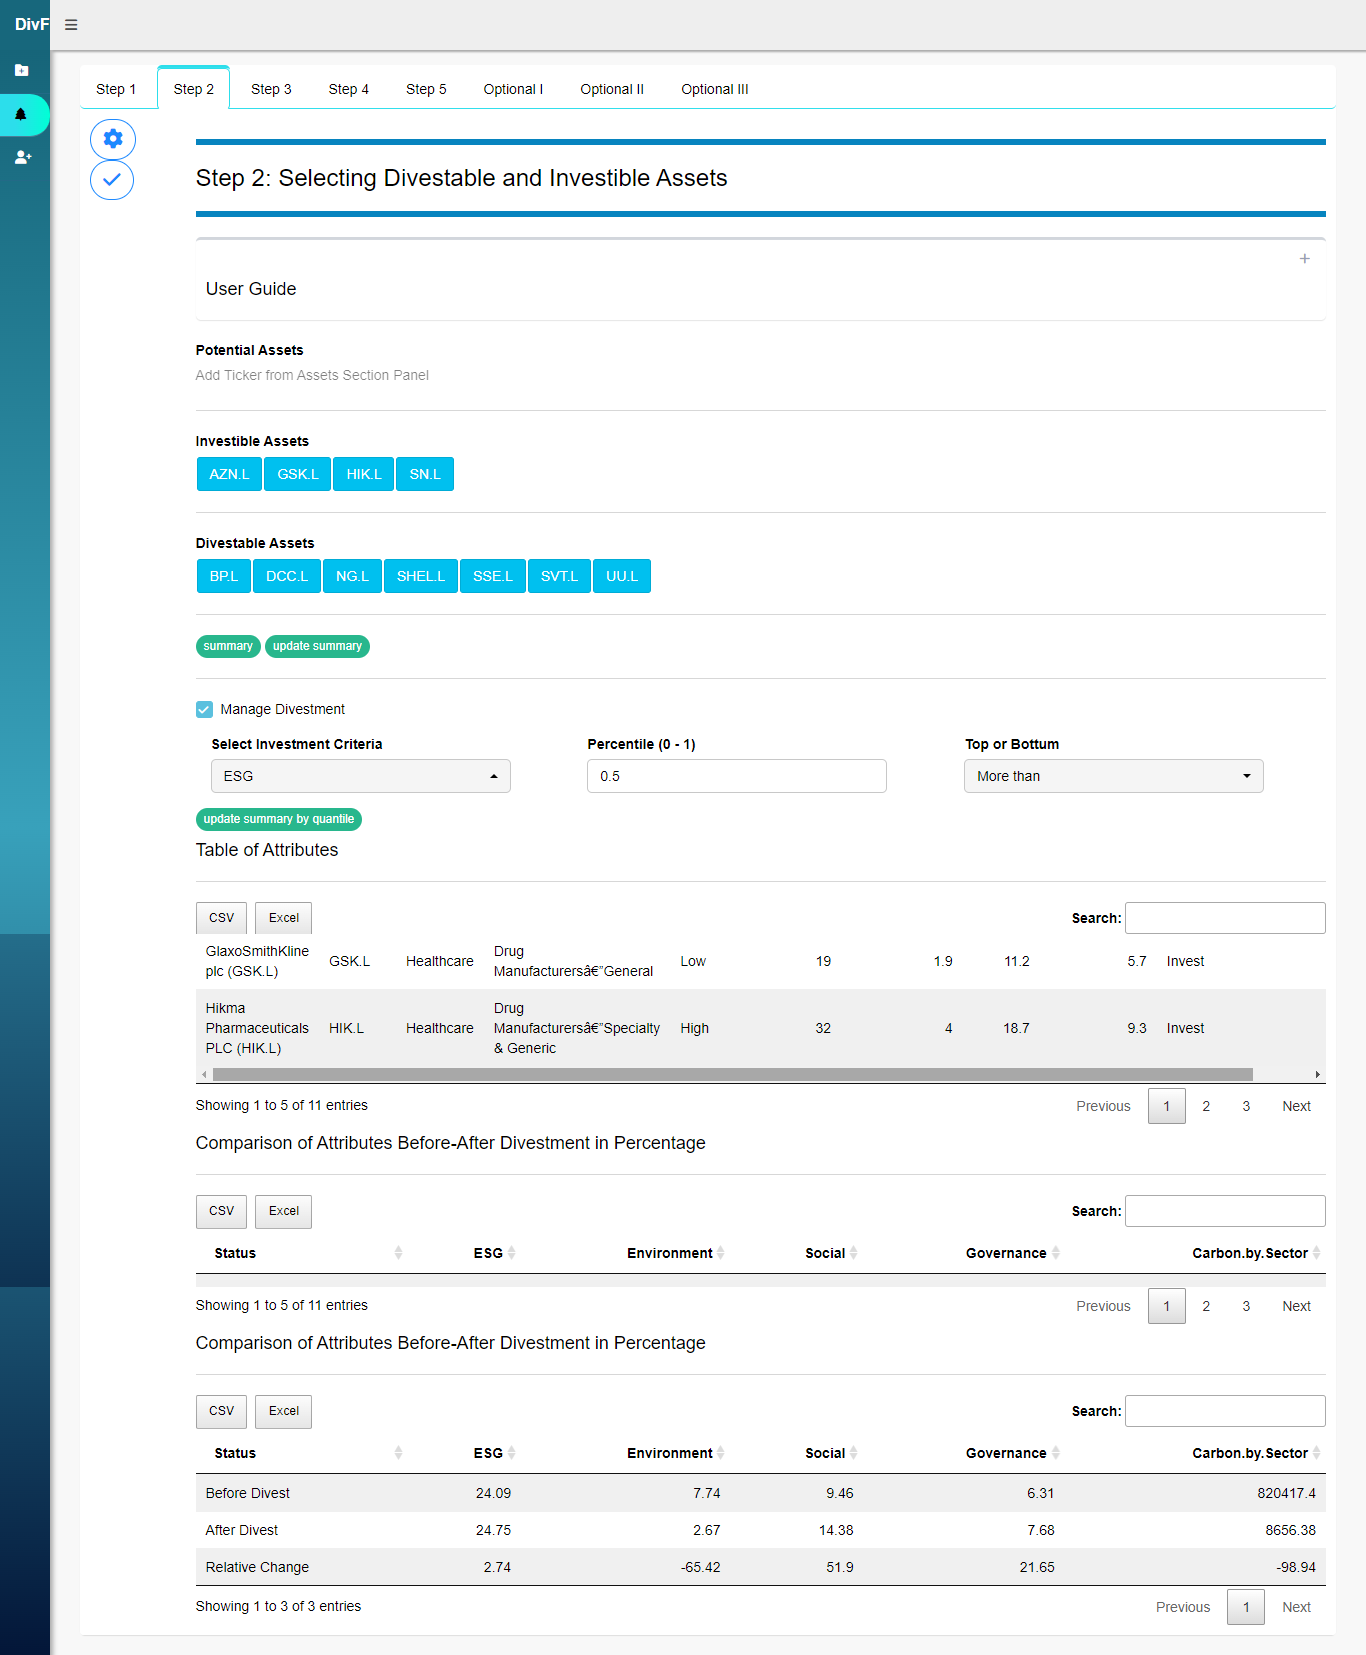 DivF
Step 1 Step 2 Step 3 Step 4 Step 5 Optional I Optional II Optional III
Step 2: Selecting Divestable and Investible Assets
User Guide
Potential Assets
Add Ticker from Assets Section Panel
Investible Assets
AZN.L GSK.L HIK.L SN.L
Divestable Assets
BP.L DCC.L NG.L SHEL.L SSE.L SVT.L UU.L
summary update summary
Manage Divestment
Select Investment Criteria Percentile (0 - 1) Top or Bottum
ESG 0.5 More than
update summary by quantile
Table of Attributes
CSV Excel Search:
GlaxoSmithKline plc (GSK.L) GSK.L Healthcare Drug Manufacturersâ€”General Low 19 1.9 11.2 5.7 Invest
Hikma Pharmaceuticals PLC (HIK.L) HIK.L Healthcare Drug Manufacturersâ€”Specialty & Generic High 32 4 18.7 9.3 Invest
Showing 1 to 5 of 11 entries Previous 1 2 3 Next
Comparison of Attributes Before-After Divestment in Percentage
CSV Excel Search:
Status ESG Environment Social Governance Carbon.by.Sector
Showing 1 to 5 of 11 entries Previous 1 2 3 Next
Comparison of Attributes Before-After Divestment in Percentage
CSV Excel Search:
Status ESG Environment Social Governance Carbon.by.Sector
Before Divest 24.09 7.74 9.46 6.31 820417.4
After Divest 24.75 2.67 14.38 7.68 8656.38
Relative Change 2.74 -65.42 51.9 21.65 -98.94
Showing 1 to 3 of 3 entries Previous 1 Next